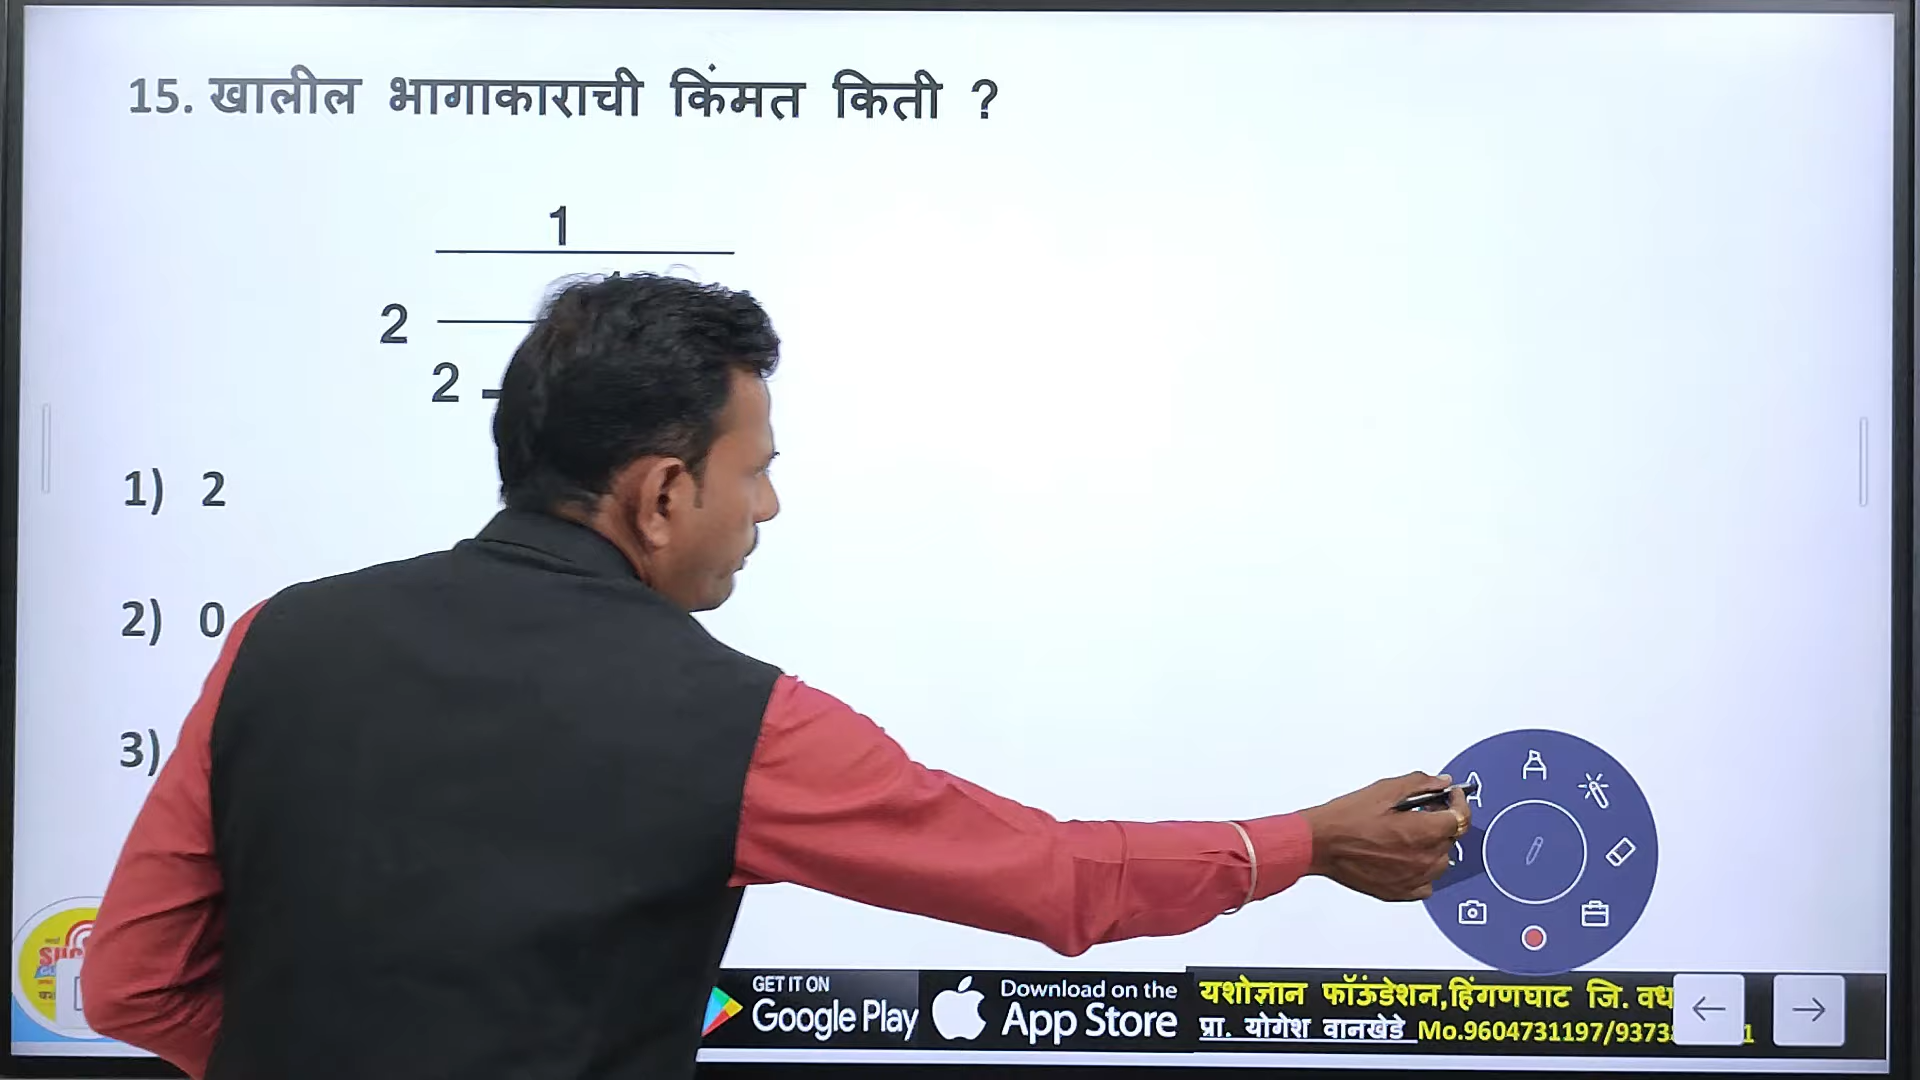 15. खालील भागाकाराची किंमत किती ?
1
2
2 -
1) 2
2) 0
3)
GET IT ON
Google Play
Download on the
App Store
यशोज्ञान फॉऊंडेशन,हिंगणघाट जि. वर्ध
प्रा. योगेश वानखेडे Mo.9604731197/9373